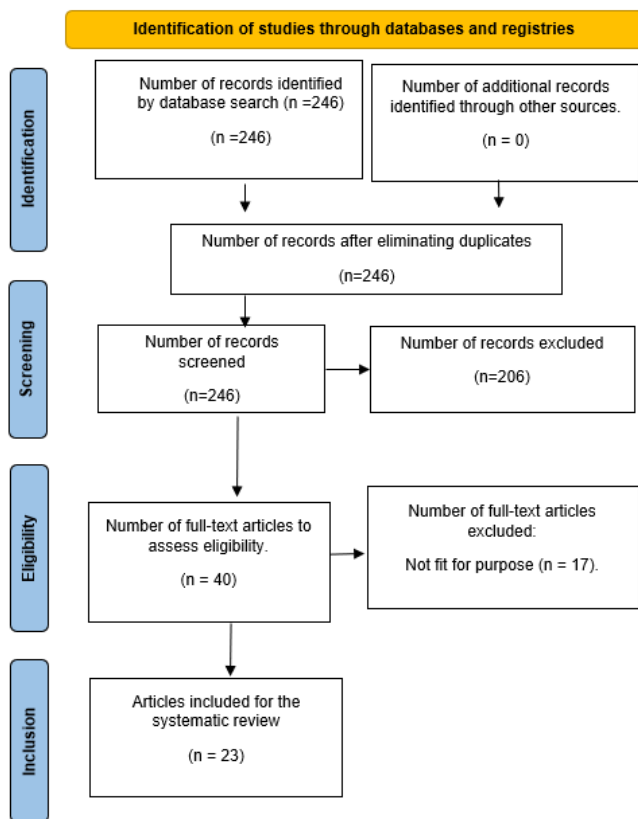 Identification of studies through databases and registries
Identification
Number of records identified
by database search (n =246)
(n =246)
Number of additional records
identified through other sources.
(n = 0)
Number of records after eliminating duplicates
(n=246)
Screening
Number of records
screened
(n=246)
Number of records excluded
(n=206)
Eligibility
Number of full-text articles to
assess eligibility.
(n = 40)
Number of full-text articles
excluded:
Not fit for purpose (n = 17).
Inclusion
Articles included for the
systematic review
(n = 23)